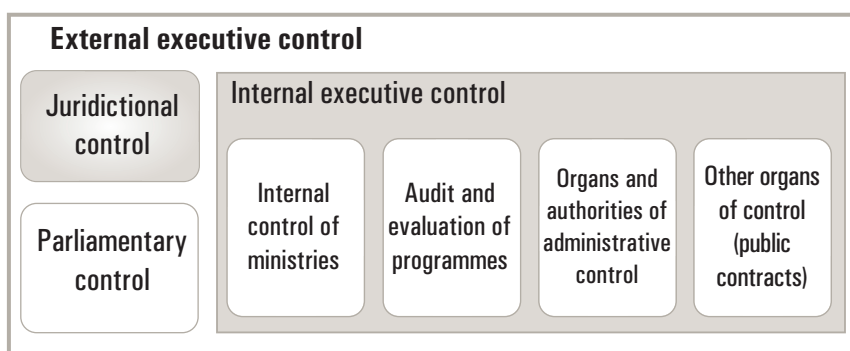 External executive control
Juridictional
control
Parliamentary
control
Internal executive control
Internal
control of
ministries
Audit and
evaluation of
programmes
Organs and
authorities of
administrative
control
Other organs
of control
(public
contracts)